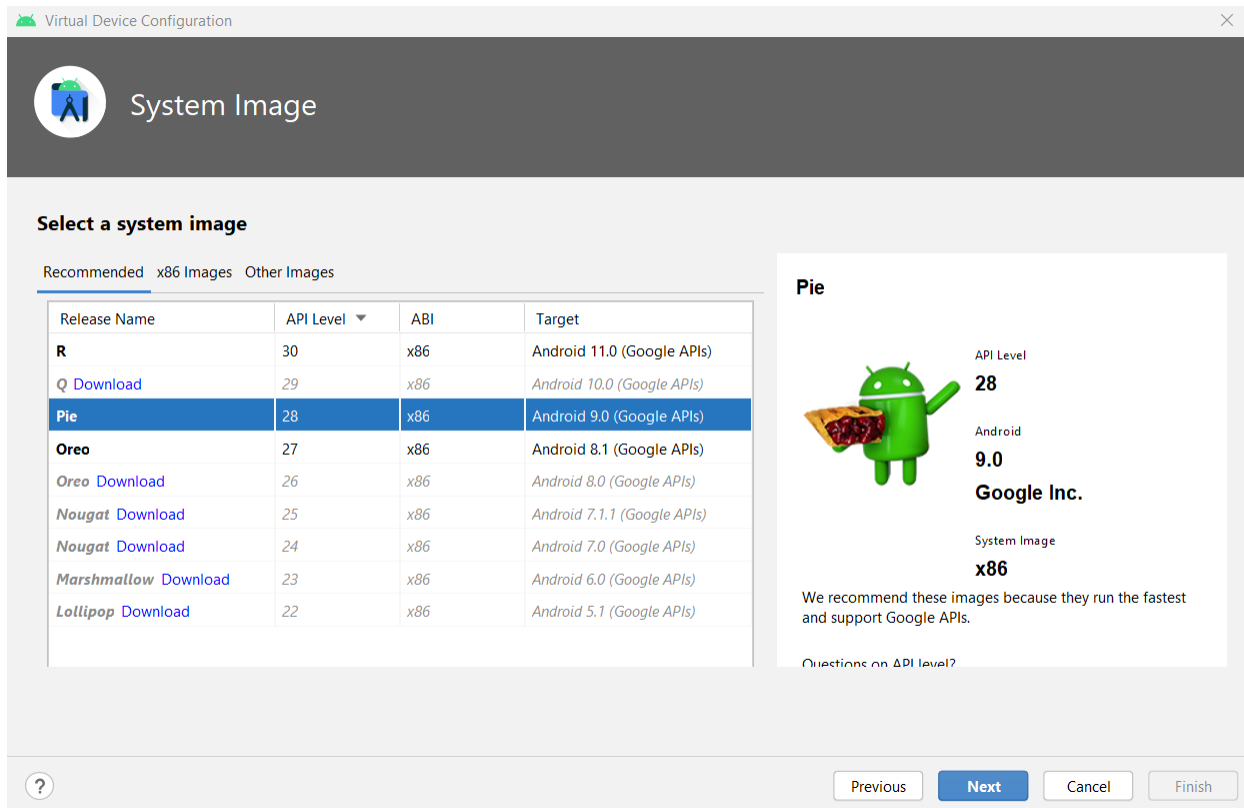 Virtual Device Configuration
System Image
Select a system image
Recommended x86 Images Other Images
Release Name API Level ABI Target
R 30 x86 Android 11.0 (Google APIs)
Q Download 29 x86 Android 10.0 (Google APIs)
Pie 28 x86 Android 9.0 (Google APIs)
Oreo 27 x86 Android 8.1 (Google APIs)
Oreo Download 26 x86 Android 8.0 (Google APIs)
Nougat Download 25 x86 Android 7.1.1 (Google APIs)
Nougat Download 24 x86 Android 7.0 (Google APIs)
Marshmallow Download 23 x86 Android 6.0 (Google APIs)
Lollipop Download 22 x86 Android 5.1 (Google APIs)
Pie
API Level
28
Android
9.0
Google Inc.
System Image
x86
We recommend these images because they run the fastest
and support Google APIs.
Questions on API level?
? Previous Next Cancel Finish